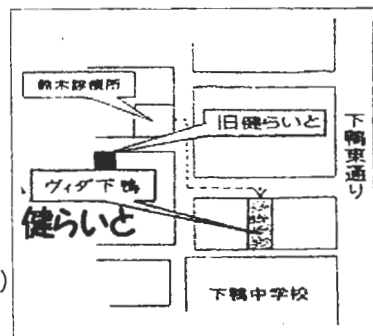 鈴木診療所
旧健らいと
下鴨東通り
ヴィダ下鴨
健らいと
)
下鴨中学校